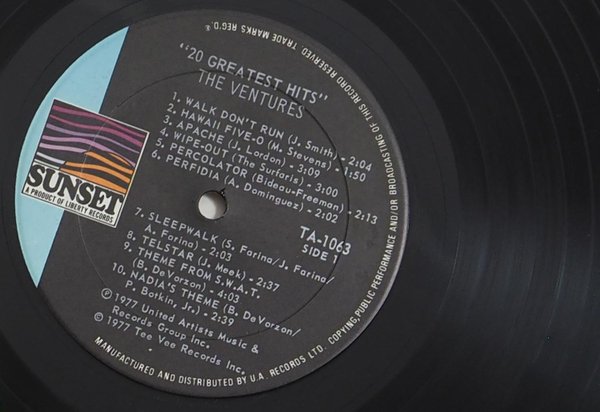 "20 GREATEST HITS"
THE VENTURES
1. WALK DON'T RUN (J. Smith) - 2:04
2. HAWAII FIVE-O (M. Stevens) - 1:50
3. APACHE (J. Lordon) - 3:09
4. WIPE-OUT (The Surfaris) - 3:00
5. PERCOLATOR (Bideau-Freeman) - 2:13
6. PERFIDIA (A. Dominguez) - 2:02
SUNSET
A PRODUCT OF LIBERTY RECORDS
TA-1063
SIDE 1
7. SLEEPWALK (S. Farina/J. Farina/
A. Farina) - 2:03
8. TELSTAR (J. Meek) - 2:37
9. THEME FROM S.W.A.T.
(B. DeVorzon) - 4:03
10. NADIA'S THEME (B. DeVorzon/
P. Botkin, Jr.) - 2:39
Ⓟ 1977 United Artists Music &
Records Group Inc.
© 1977 Tee Vee Records Inc.
MANUFACTURED AND DISTRIBUTED BY U.A. RECORDS LTD. COPYING, PUBLIC PERFORMANCE AND/OR BROADCASTING OF THIS RECORD RESERVED. TRADE MARKS REG'D.